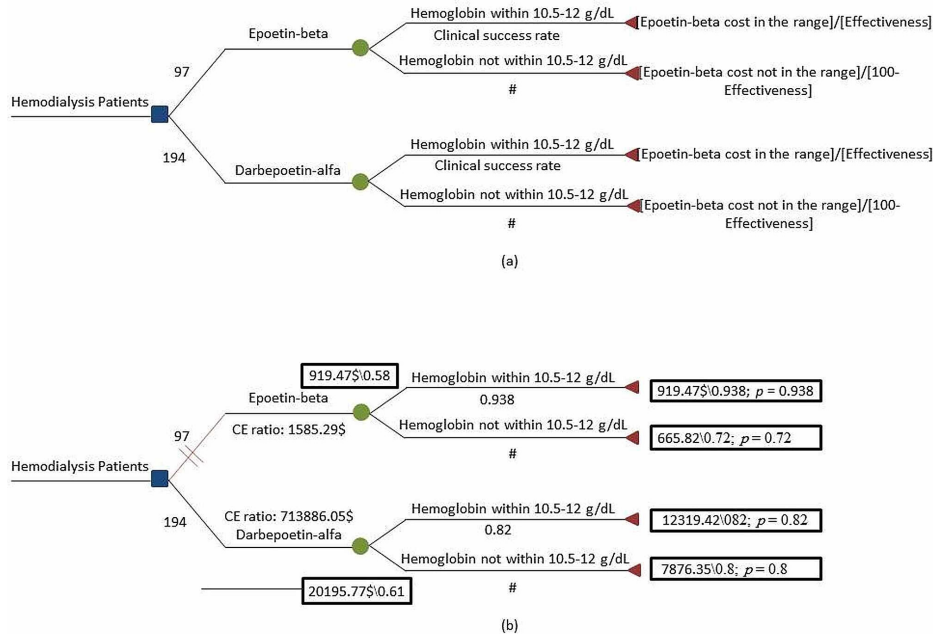 Hemoglobin within 10.5-12 g/dL
[Epoetin-beta cost in the range]/[Effectiveness]
Epoetin-beta
Clinical success rate
Hemoglobin not within 10.5-12 g/dL
97
[Epoetin-beta cost not in the range]/[100-
Effectiveness]
#
Hemodialysis Patients
194
Hemoglobin within 10.5-12 g/dL
[Epoetin-beta cost in the range]/[Effectiveness]
Darbepoetin-alfa
Clinical success rate
Hemoglobin not within 10.5-12 g/dL
[Epoetin-beta cost not in the range]/[100-
Effectiveness]
#
(a)
919.47$\0.58
Hemoglobin within 10.5-12 g/dL
919.47$\0.938; p = 0.938
Epoetin-beta
0.938
CE ratio: 1585.29$
Hemoglobin not within 10.5-12 g/dL
665.82\0.72; p = 0.72
97
#
Hemodialysis Patients
194
CE ratio: 713886.05$
Hemoglobin within 10.5-12 g/dL
12319.42\082; p = 0.82
Darbepoetin-alfa
0.82
Hemoglobin not within 10.5-12 g/dL
7876.35\0.8; p = 0.8
20195.77$\0.61
#
(b)